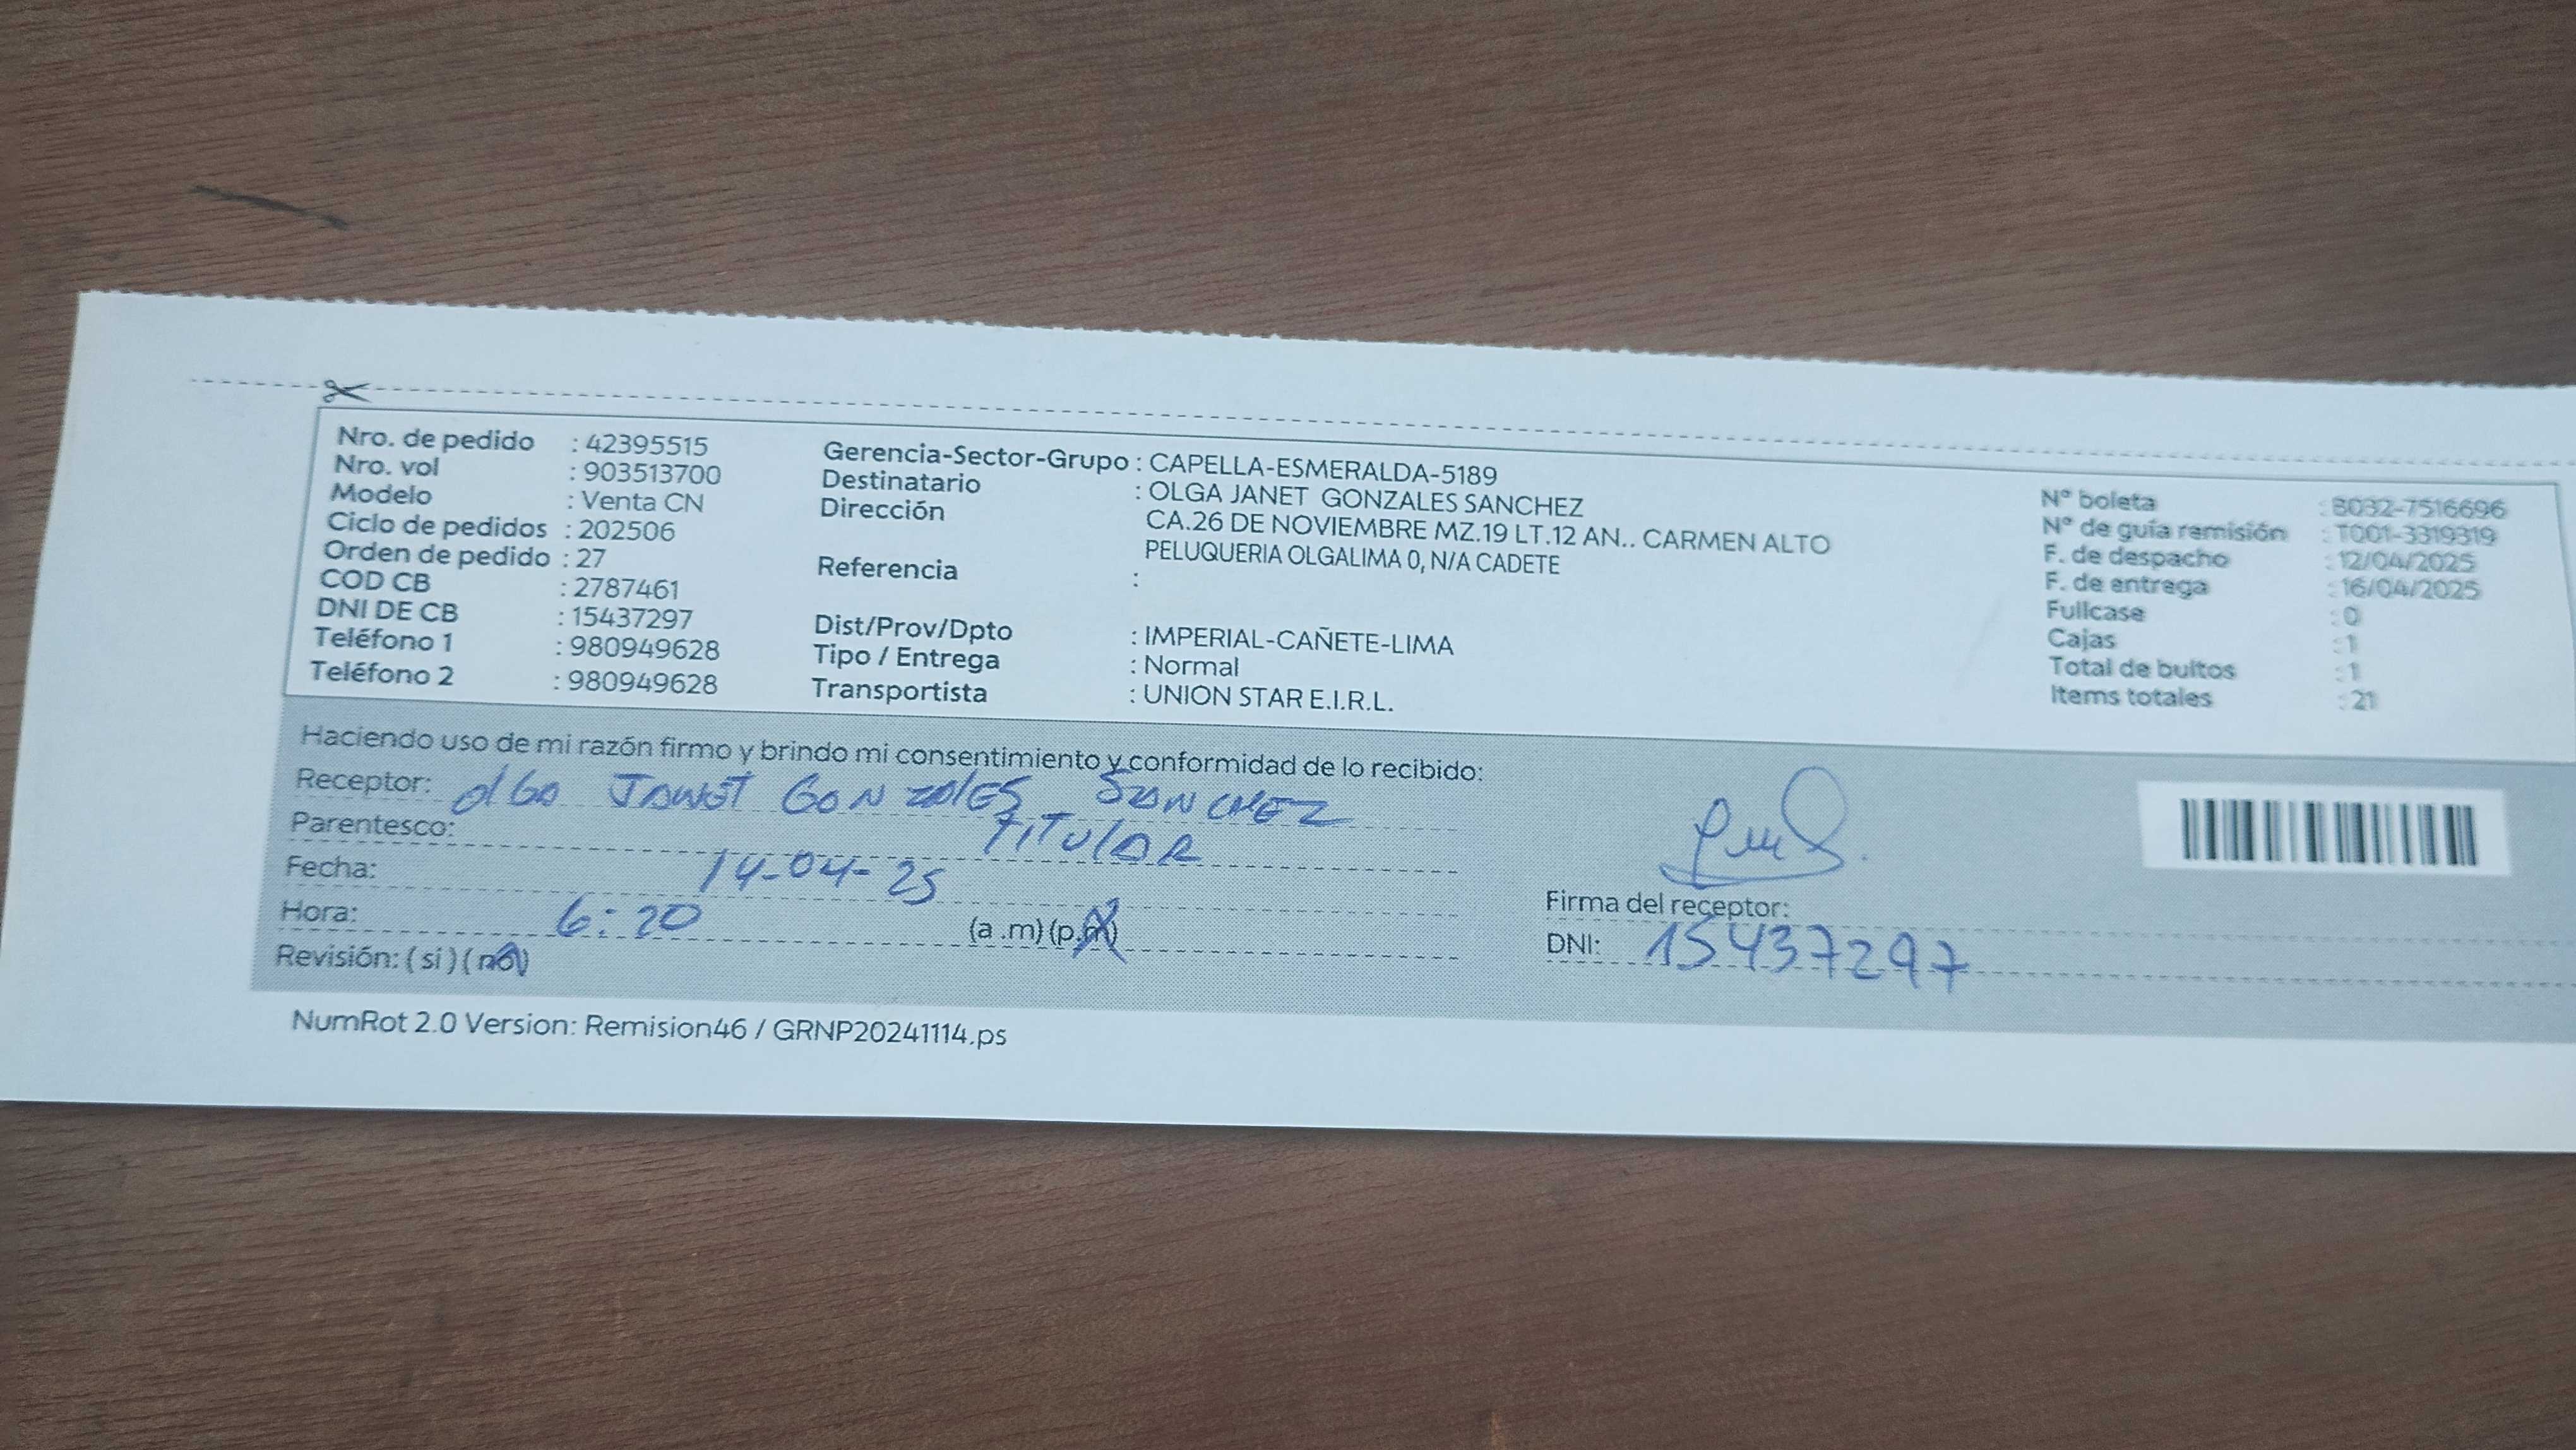 Nro. de pedido : 42395515
Nro. vol : 903513700
Modelo : Venta CN
Ciclo de pedidos : 202506
Orden de pedido : 27
COD CB : 2787461
DNI DE CB : 15437297
Teléfono 1 : 980949628
Teléfono 2 : 980949628
Gerencia-Sector-Grupo : CAPELLA-ESMERALDA-5189
Destinatario : OLGA JANET GONZALES SANCHEZ
Dirección CA.26 DE NOVIEMBRE MZ.19 LT.12 AN.. CARMEN ALTO
PELUQUERIA OLGALIMA 0, N/A CADETE
Referencia :
Dist/Prov/Dpto : IMPERIAL-CAÑETE-LIMA
Tipo / Entrega : Normal
Transportista : UNION STAR E.I.R.L.
N° boleta : B032-7516696
N° de guía remisión : T001-3319319
F. de despacho : 12/04/2025
F. de entrega : 16/04/2025
Fullcase : 0
Cajas : 1
Total de bultos : 1
Items totales : 21
Haciendo uso de mi razón firmo y brindo mi consentimiento y conformidad de lo recibido:
Receptor: OlGA JANET GONZALES SANCHEZ
Parentesco: TITULAR
Fecha: 14-04-25
Hora: 6:20 (a .m) (p.m)
Revisión: ( si ) ( no )
Firma del receptor:
DNI: 15437297
NumRot 2.0 Version: Remision46 / GRNP20241114.ps